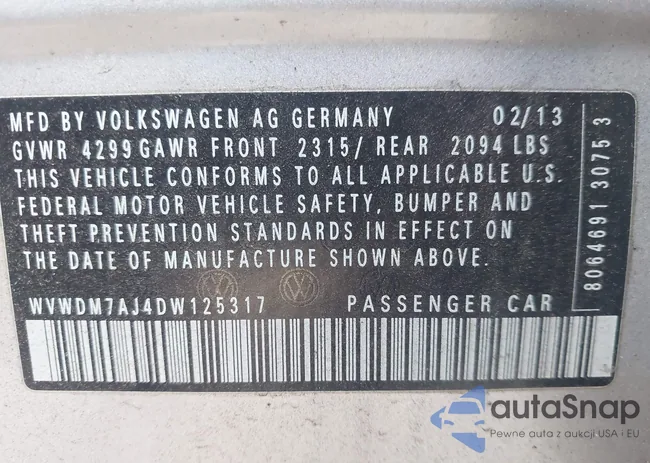 MFD BY VOLKSWAGEN AG GERMANY 02/13
GVWR 4299 GAWR FRONT 2315/ REAR 2094 LBS
THIS VEHICLE CONFORMS TO ALL APPLICABLE U.S.
FEDERAL MOTOR VEHICLE SAFETY, BUMPER AND
THEFT PREVENTION STANDARDS IN EFFECT ON
THE DATE OF MANUFACTURE SHOWN ABOVE.
WVWDM7AJ4DW125317 PASSENGER CAR
8064691 3075 3
autoSnap
Pewne auta z aukcji USA i EU